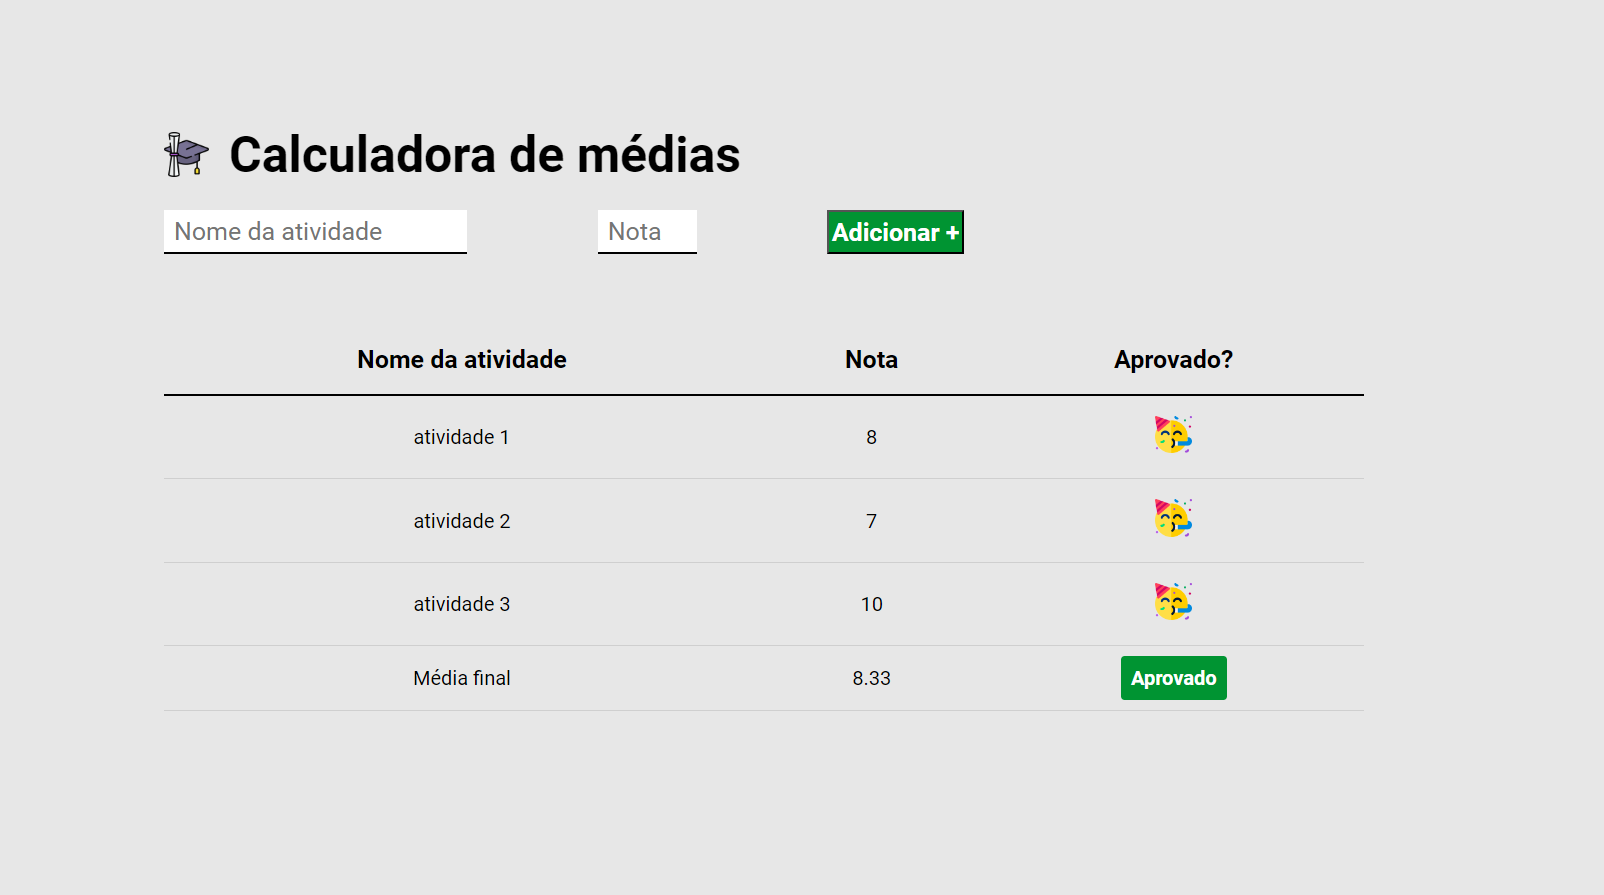 Calculadora de médias
Nome da atividade Nota Adicionar +
Nome da atividade Nota Aprovado?
atividade 1 8
atividade 2 7
atividade 3 10
Média final 8.33 Aprovado